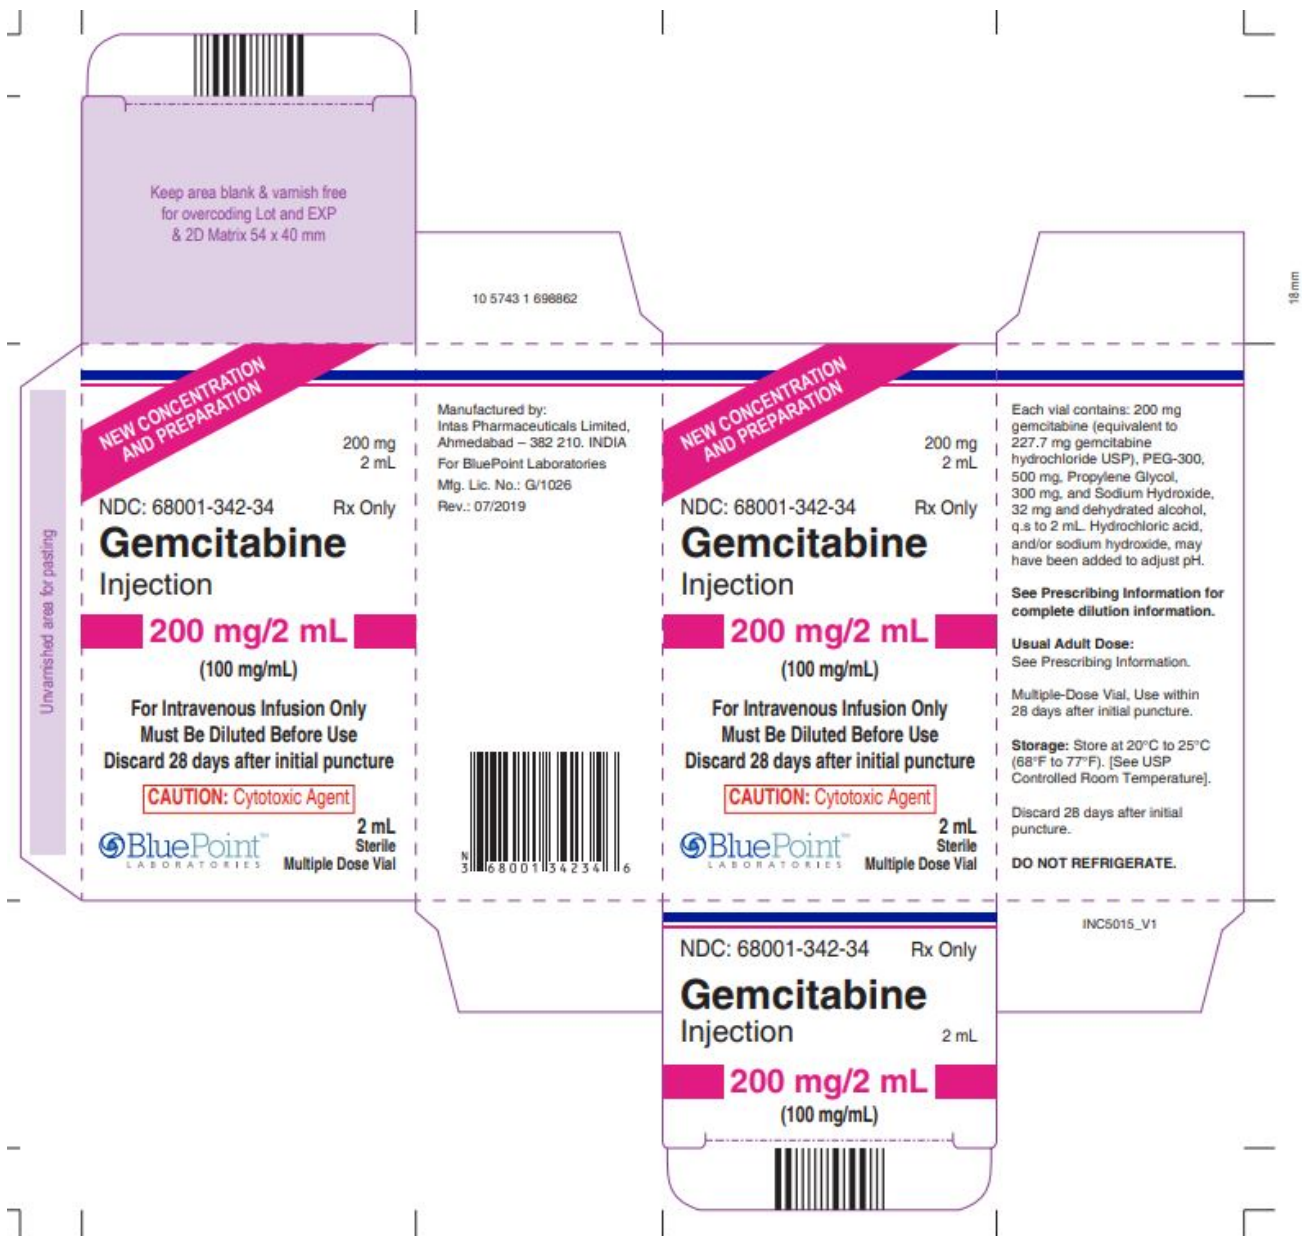 Keep area blank & varnish free
for overcoding Lot and EXP
& 2D Matrix 54 x 40 mm
10 5743 1 698862
18 mm
Unvarnished area for pasting
NEW CONCENTRATION
AND PREPARATION
200 mg
2 mL
NDC: 68001-342-34 Rx Only
Gemcitabine
Injection
200 mg/2 mL
(100 mg/mL)
For Intravenous Infusion Only
Must Be Diluted Before Use
Discard 28 days after initial puncture
CAUTION: Cytotoxic Agent
BluePoint™
LABORATORIES
2 mL
Sterile
Multiple Dose Vial
Manufactured by:
Intas Pharmaceuticals Limited,
Ahmedabad – 382 210. INDIA
For BluePoint Laboratories
Mfg. Lic. No.: G/1026
Rev.: 07/2019
N
3 68001 34234 6
NEW CONCENTRATION
AND PREPARATION
200 mg
2 mL
NDC: 68001-342-34 Rx Only
Gemcitabine
Injection
200 mg/2 mL
(100 mg/mL)
For Intravenous Infusion Only
Must Be Diluted Before Use
Discard 28 days after initial puncture
CAUTION: Cytotoxic Agent
BluePoint™
LABORATORIES
2 mL
Sterile
Multiple Dose Vial
Each vial contains: 200 mg
gemcitabine (equivalent to
227.7 mg gemcitabine
hydrochloride USP), PEG-300,
500 mg, Propylene Glycol,
300 mg, and Sodium Hydroxide,
32 mg and dehydrated alcohol,
q.s to 2 mL. Hydrochloric acid,
and/or sodium hydroxide, may
have been added to adjust pH.
See Prescribing Information for
complete dilution information.
Usual Adult Dose:
See Prescribing Information.
Multiple-Dose Vial, Use within
28 days after initial puncture.
Storage: Store at 20°C to 25°C
(68°F to 77°F). [See USP
Controlled Room Temperature].
Discard 28 days after initial
puncture.
DO NOT REFRIGERATE.
INC5015_V1
NDC: 68001-342-34 Rx Only
Gemcitabine
Injection 2 mL
200 mg/2 mL
(100 mg/mL)